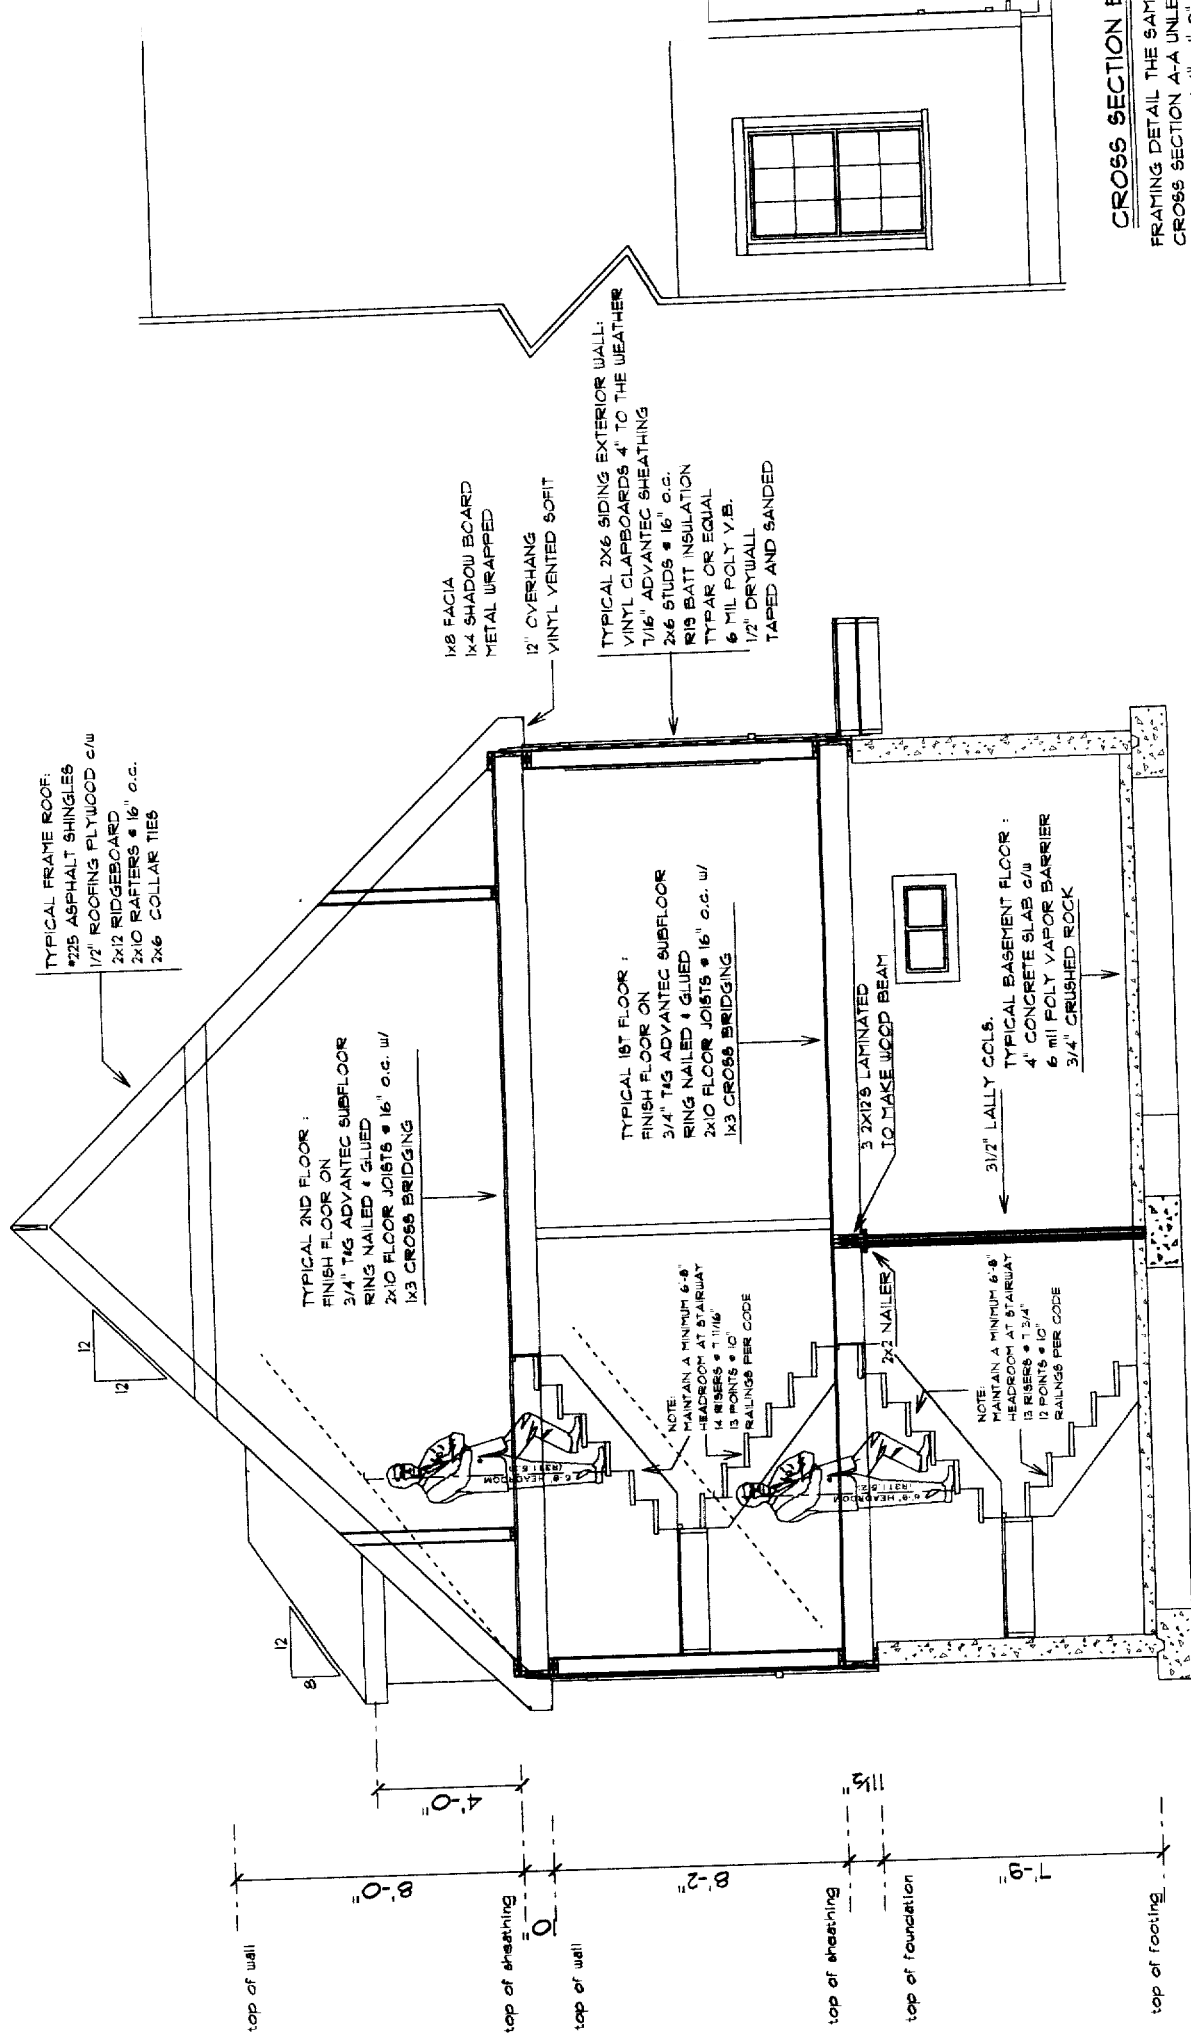 TYPICAL FRAME ROOF:
#225 ASPHALT SHINGLES
1/2" ROOFING PLYWOOD c/w
2x12 RIDGEBOARD
2x10 RAFTERS @ 16" o.c.
2x6 COLLAR TIES
12
12
12
8
TYPICAL 2ND FLOOR :
FINISH FLOOR ON
3/4" T&G ADVANTEC SUBFLOOR
RING NAILED & GLUED
2x10 FLOOR JOISTS @ 16" o.c. w/
1x3 CROSS BRIDGING
1x8 FACIA
1x4 SHADOW BOARD
METAL WRAPPED
12" OVERHANG
VINYL VENTED SOFIT
TYPICAL 2X6 SIDING EXTERIOR WALL:
VINYL CLAPBOARDS 4" TO THE WEATHER
7/16" ADVANTEC SHEATHING
2x6 STUDS @ 16" o.c.
R19 BATT INSULATION
TYPAR OR EQUAL
6 MIL POLY V.B.
1/2" DRYWALL
TAPED AND SANDED
TYPICAL 1ST FLOOR :
FINISH FLOOR ON
3/4" T&G ADVANTEC SUBFLOOR
RING NAILED & GLUED
2x10 FLOOR JOISTS @ 16" o.c. w/
1x3 CROSS BRIDGING
6'-8" HEADROOM
NOTE:
MAINTAIN A MINIMUM 6'-8"
HEADROOM AT STAIRWAY
14 RISERS @ 7 11/16"
13 POINTS @ 10"
RAILINGS PER CODE
6'-8" HEADROOM
3 2X12'S LAMINATED
TO MAKE WOOD BEAM
2x2 NAILER
3 1/2" LALLY COLS.
NOTE:
MAINTAIN A MINIMUM 6'-8"
HEADROOM AT STAIRWAY
13 RISERS @ 7 3/4"
12 POINTS @ 10"
RAILNGS PER CODE
TYPICAL BASEMENT FLOOR :
4" CONCRETE SLAB c/w
6 mil POLY VAPOR BARRIER
3/4" CRUSHED ROCK
top of wall
8'-0"
4'-0"
top of sheathing
top of wall
8'-2"
top of sheathing
11½"
top of foundation
7'-9"
top of footing
CROSS SECTION
FRAMING DETAIL THE SAM
CROSS SECTION A-A UNLE